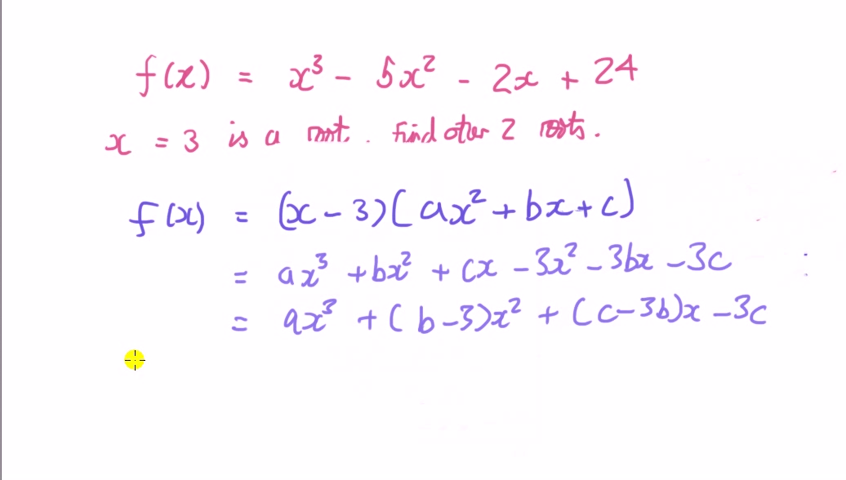 f(x) = x³ - 5x² - 2x + 24
x = 3 is a root. Find other 2 roots.
f(x) = (x - 3)(ax² + bx + c)
= ax³ + bx² + cx - 3x² - 3bx - 3c
= ax³ + (b-3)x² + (c-3b)x - 3c